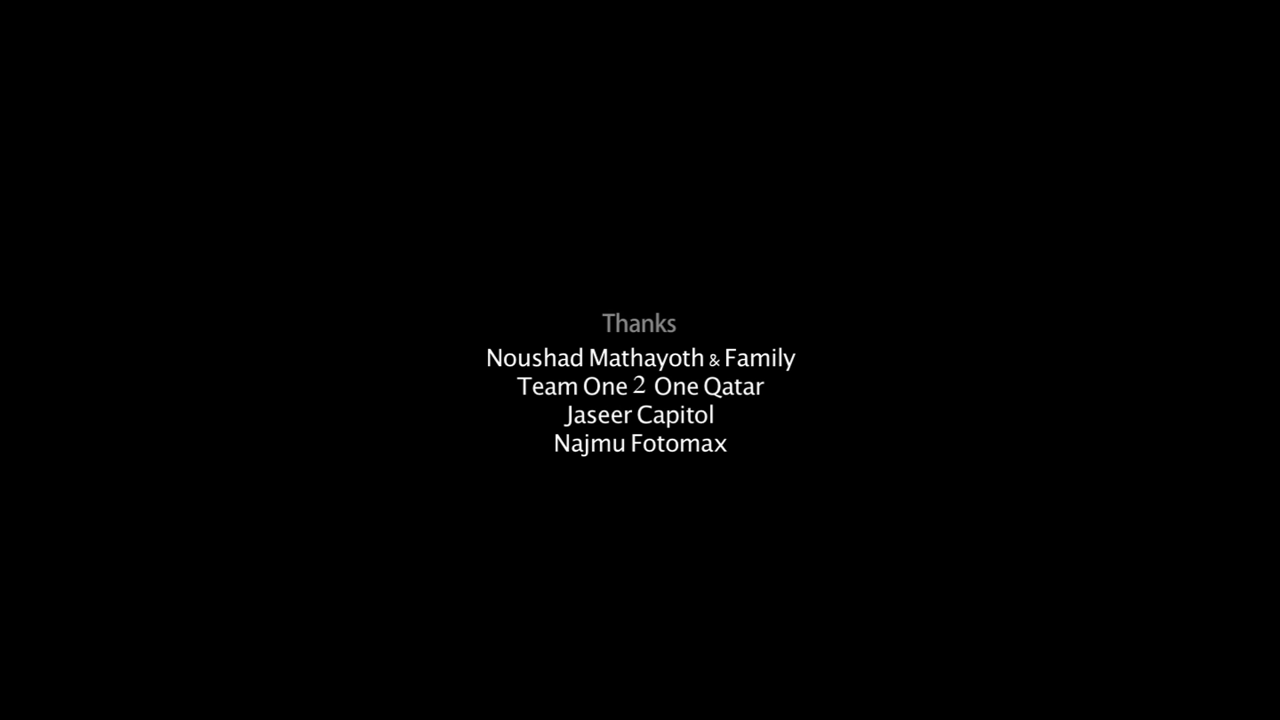 Thanks
Noushad Mathayoth & Family
Team One 2 One Qatar
Jaseer Capitol
Najmu Fotomax